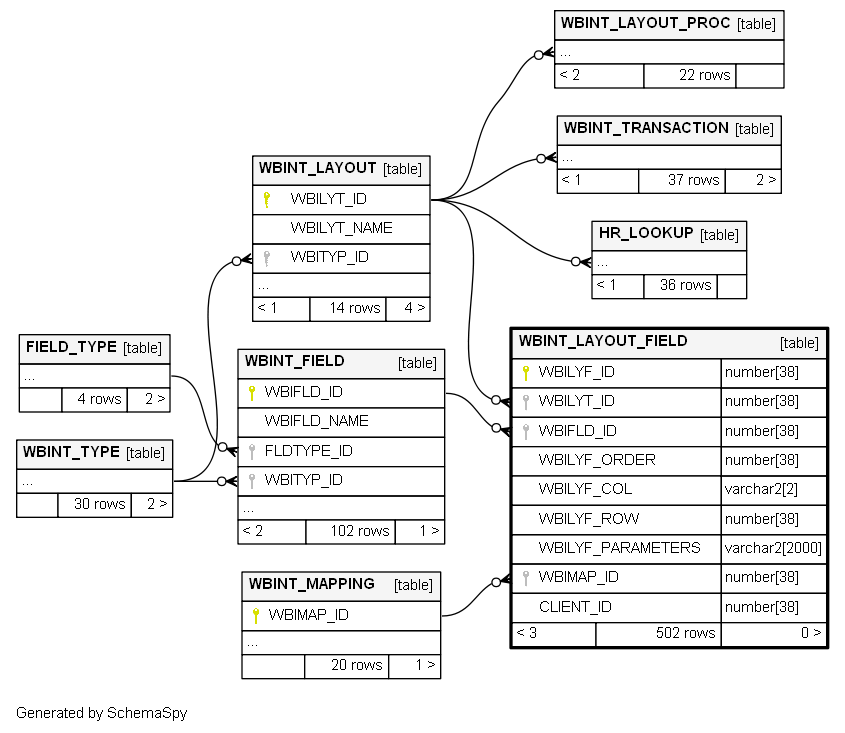 WBINT_LAYOUT_PROC [table]
...
< 2 22 rows
WBINT_TRANSACTION [table]
...
< 1 37 rows 2 >
HR_LOOKUP [table]
...
< 1 36 rows
WBINT_LAYOUT [table]
WBILYT_ID
WBILYT_NAME
WBITYP_ID
...
< 1 14 rows 4 >
FIELD_TYPE [table]
...
4 rows 2 >
WBINT_TYPE [table]
...
30 rows 2 >
WBINT_FIELD [table]
WBIFLD_ID
WBIFLD_NAME
FLDTYPE_ID
WBITYP_ID
...
< 2 102 rows 1 >
WBINT_MAPPING [table]
WBIMAP_ID
...
20 rows 1 >
WBINT_LAYOUT_FIELD [table]
WBILYF_ID number[38]
WBILYT_ID number[38]
WBIFLD_ID number[38]
WBILYF_ORDER number[38]
WBILYF_COL varchar2[2]
WBILYF_ROW number[38]
WBILYF_PARAMETERS varchar2[2000]
WBIMAP_ID number[38]
CLIENT_ID number[38]
< 3 502 rows 0 >
Generated by SchemaSpy